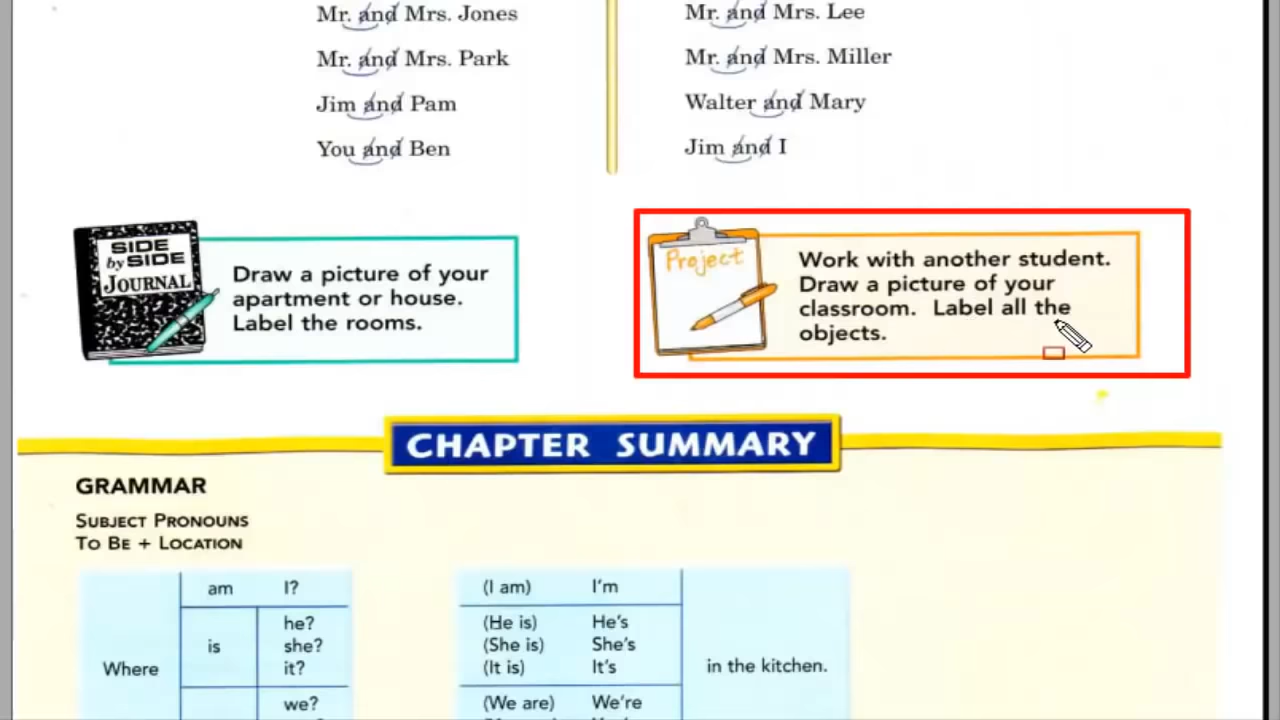 Mr. and Mrs. Jones
Mr. and Mrs. Park
Jim and Pam
You and Ben
Mr. and Mrs. Lee
Mr. and Mrs. Miller
Walter and Mary
Jim and I
SIDE
by SIDE
JOURNAL
Draw a picture of your
apartment or house.
Label the rooms.
Project
Work with another student.
Draw a picture of your
classroom. Label all the
objects.
CHAPTER SUMMARY
GRAMMAR
SUBJECT PRONOUNS
TO BE + LOCATION
Where
am I?
is
he?
she?
it?
we?
(I am) I'm
(He is) He's
(She is) She's
(It is) It's
(We are) We're
in the kitchen.